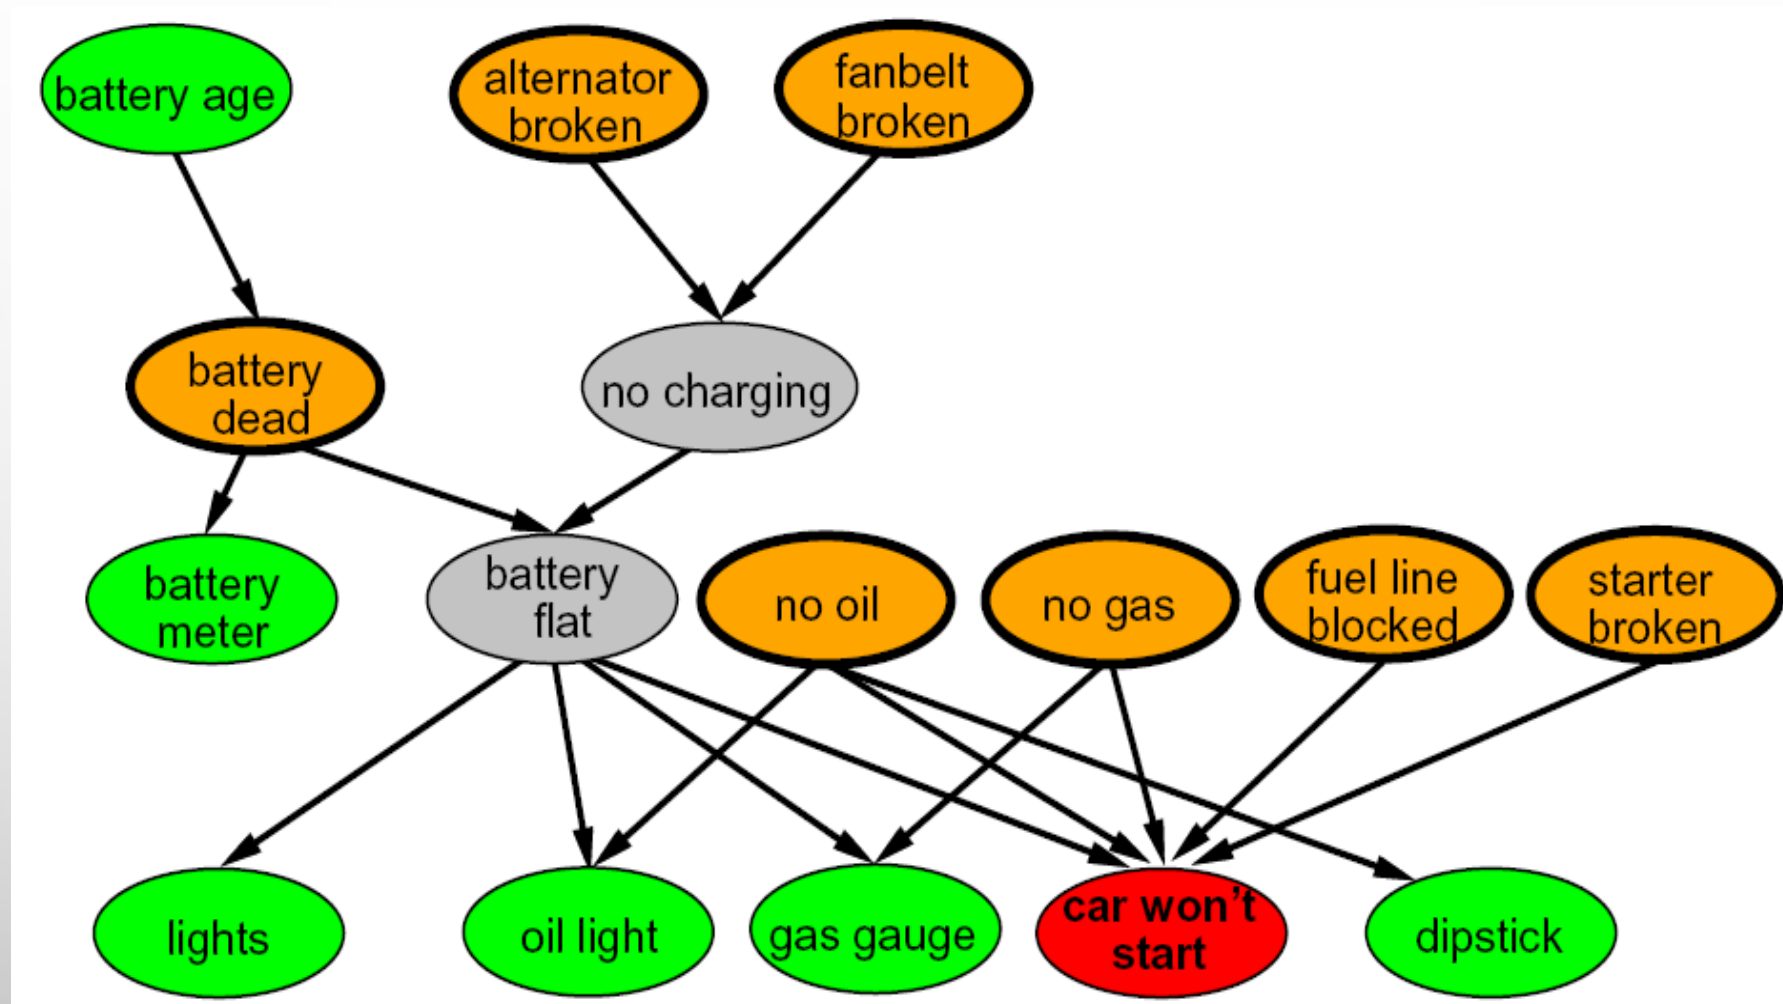 battery age
alternator
broken
fanbelt
broken
battery
dead
no charging
battery
meter
battery
flat
no oil
no gas
fuel line
blocked
starter
broken
lights
oil light
gas gauge
car won't
start
dipstick